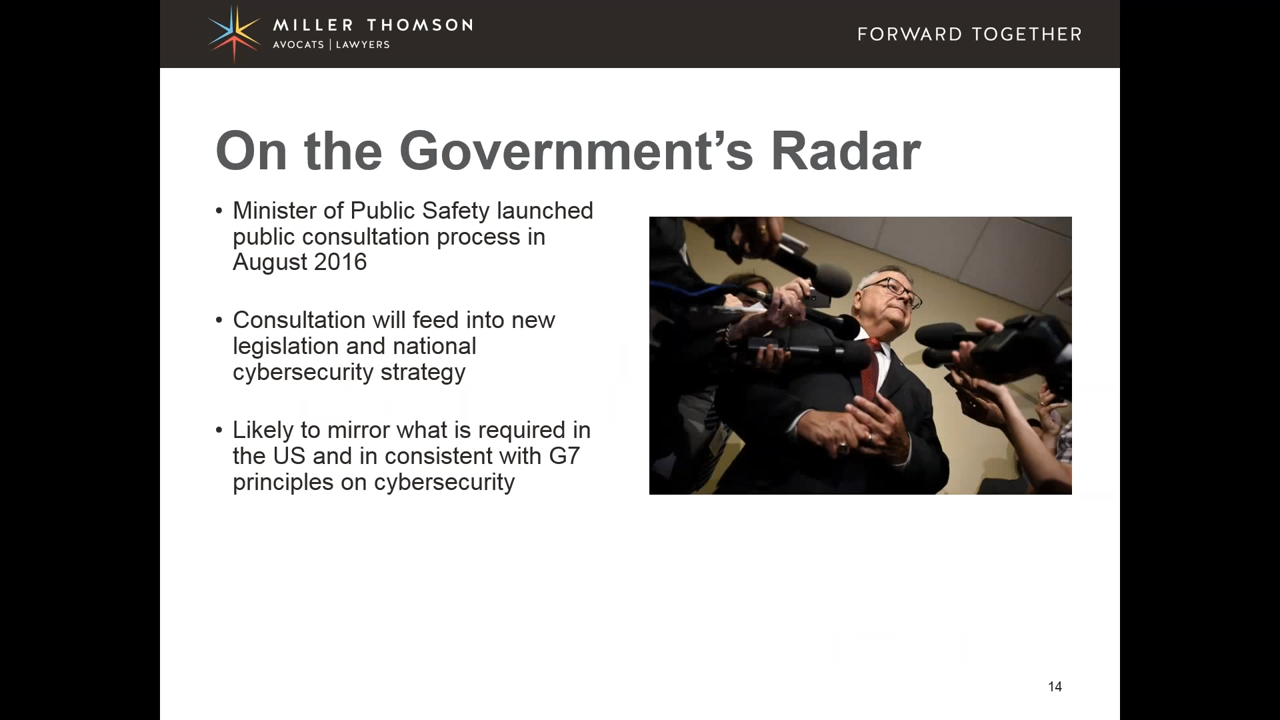 MILLER THOMSON
AVOCATS | LAWYERS
FORWARD TOGETHER
On the Government’s Radar
• Minister of Public Safety launched
public consultation process in
August 2016
• Consultation will feed into new
legislation and national
cybersecurity strategy
• Likely to mirror what is required in
the US and in consistent with G7
principles on cybersecurity
14